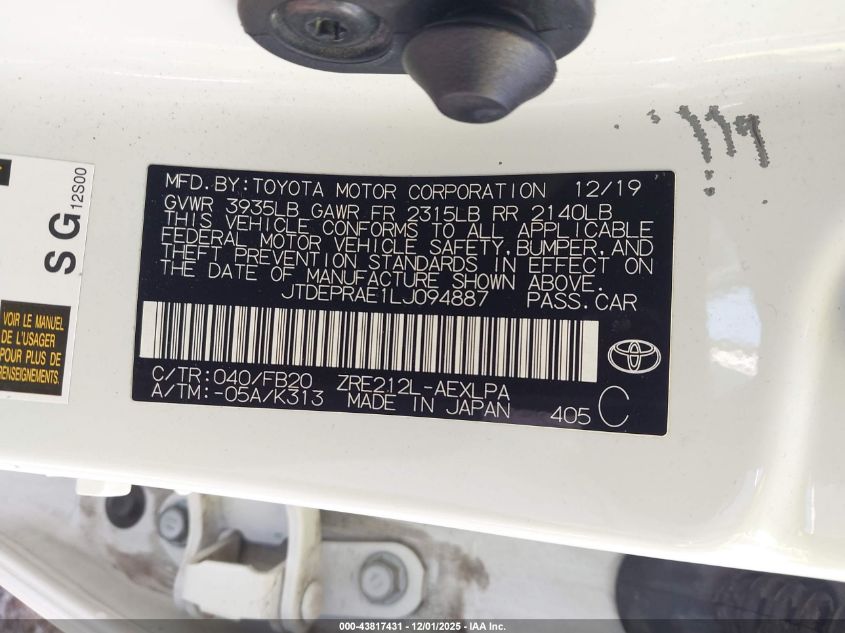 MFD. BY: TOYOTA MOTOR CORPORATION 12/19
GVWR 3935LB GAWR FR 2315LB RR 2140LB
THIS VEHICLE CONFORMS TO ALL APPLICABLE
FEDERAL MOTOR VEHICLE SAFETY, BUMPER, AND
THEFT PREVENTION STANDARDS IN EFFECT ON
THE DATE OF MANUFACTURE SHOWN ABOVE.
JTDEPRAE1LJ094887 PASS.CAR
C/TR: 040/FB20 ZRE212L-AEXLPA
A/TM: -05A/K313 MADE IN JAPAN 405 C
SG 12S00
VOIR LE MANUEL
DE L'USAGER
POUR PLUS DE
RENSEIGNEMENTS
000-43817431 - 12/01/2025 - IAA Inc.